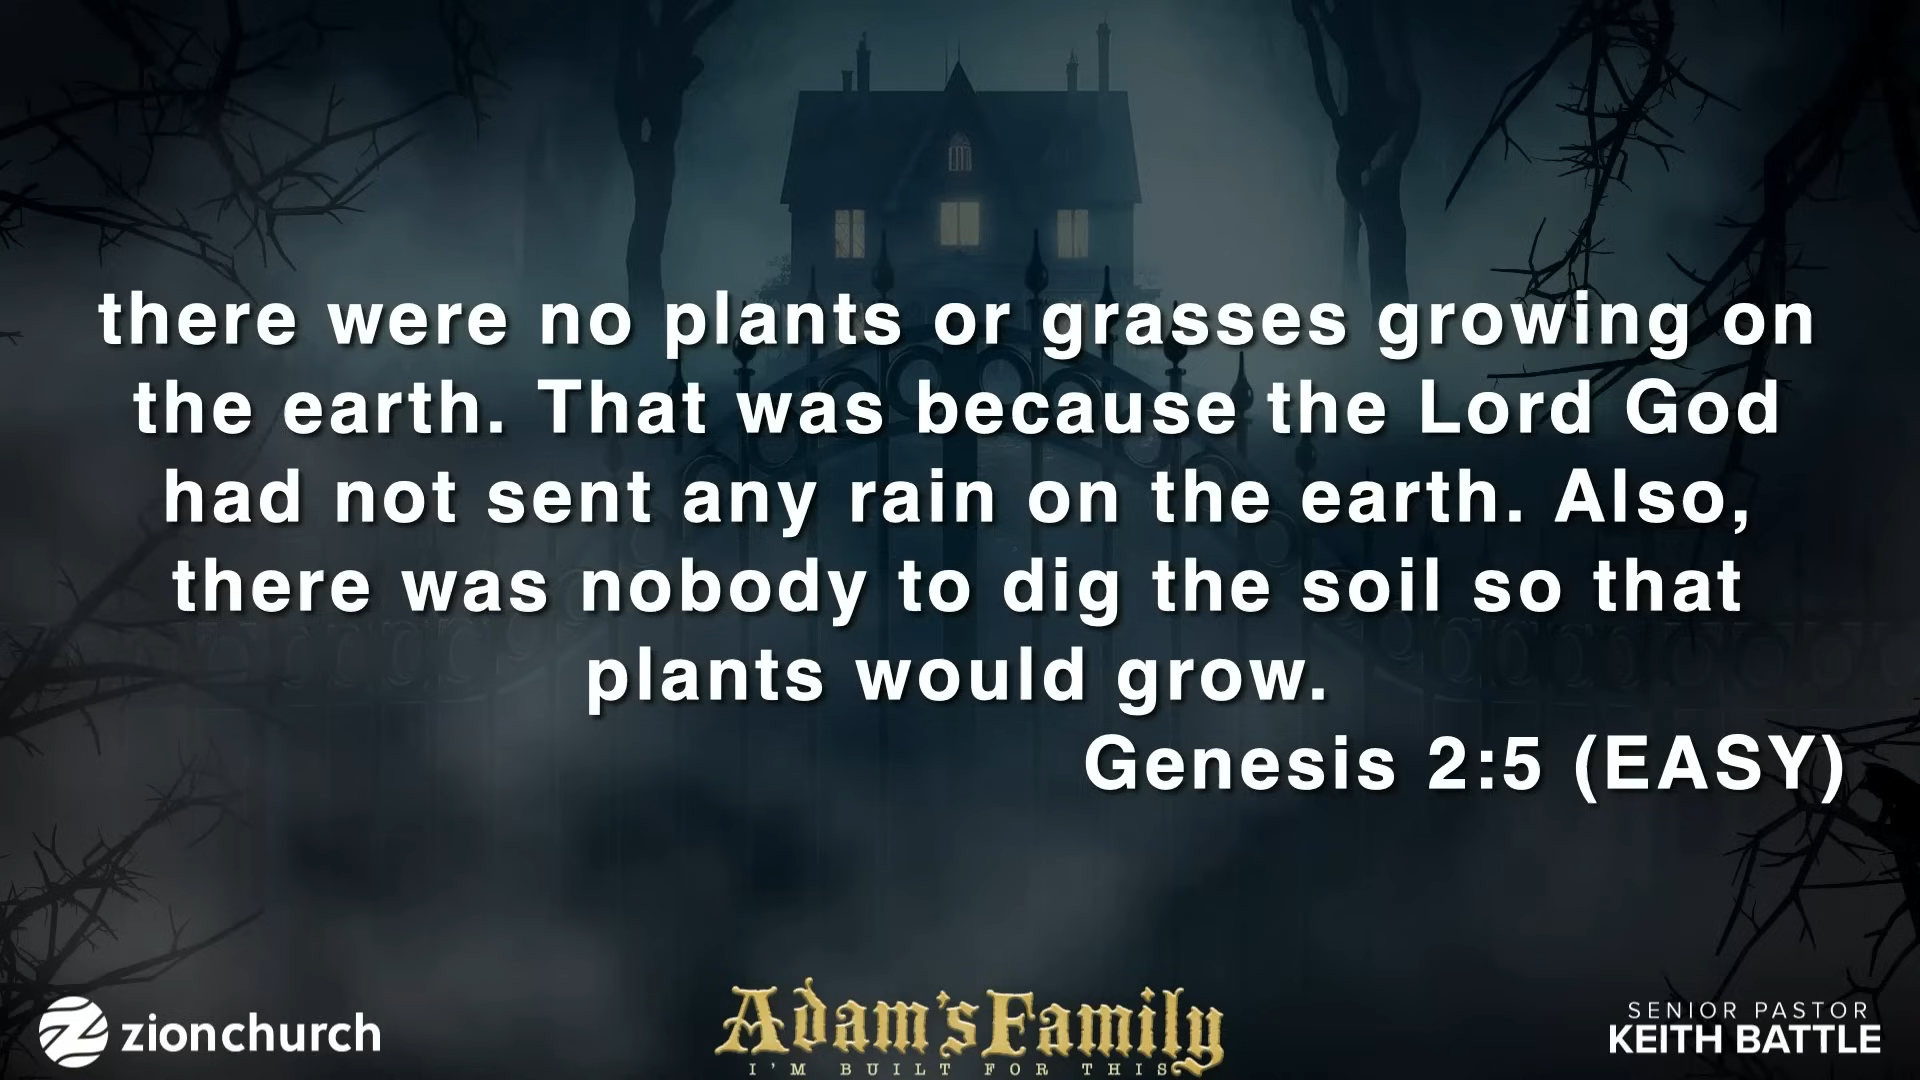 there were no plants or grasses growing on
the earth. That was because the Lord God
had not sent any rain on the earth. Also,
there was nobody to dig the soil so that
plants would grow.
Genesis 2:5 (EASY)
zionchurch
Adam's Family
I'M BUILT FOR THIS
SENIOR PASTOR
KEITH BATTLE